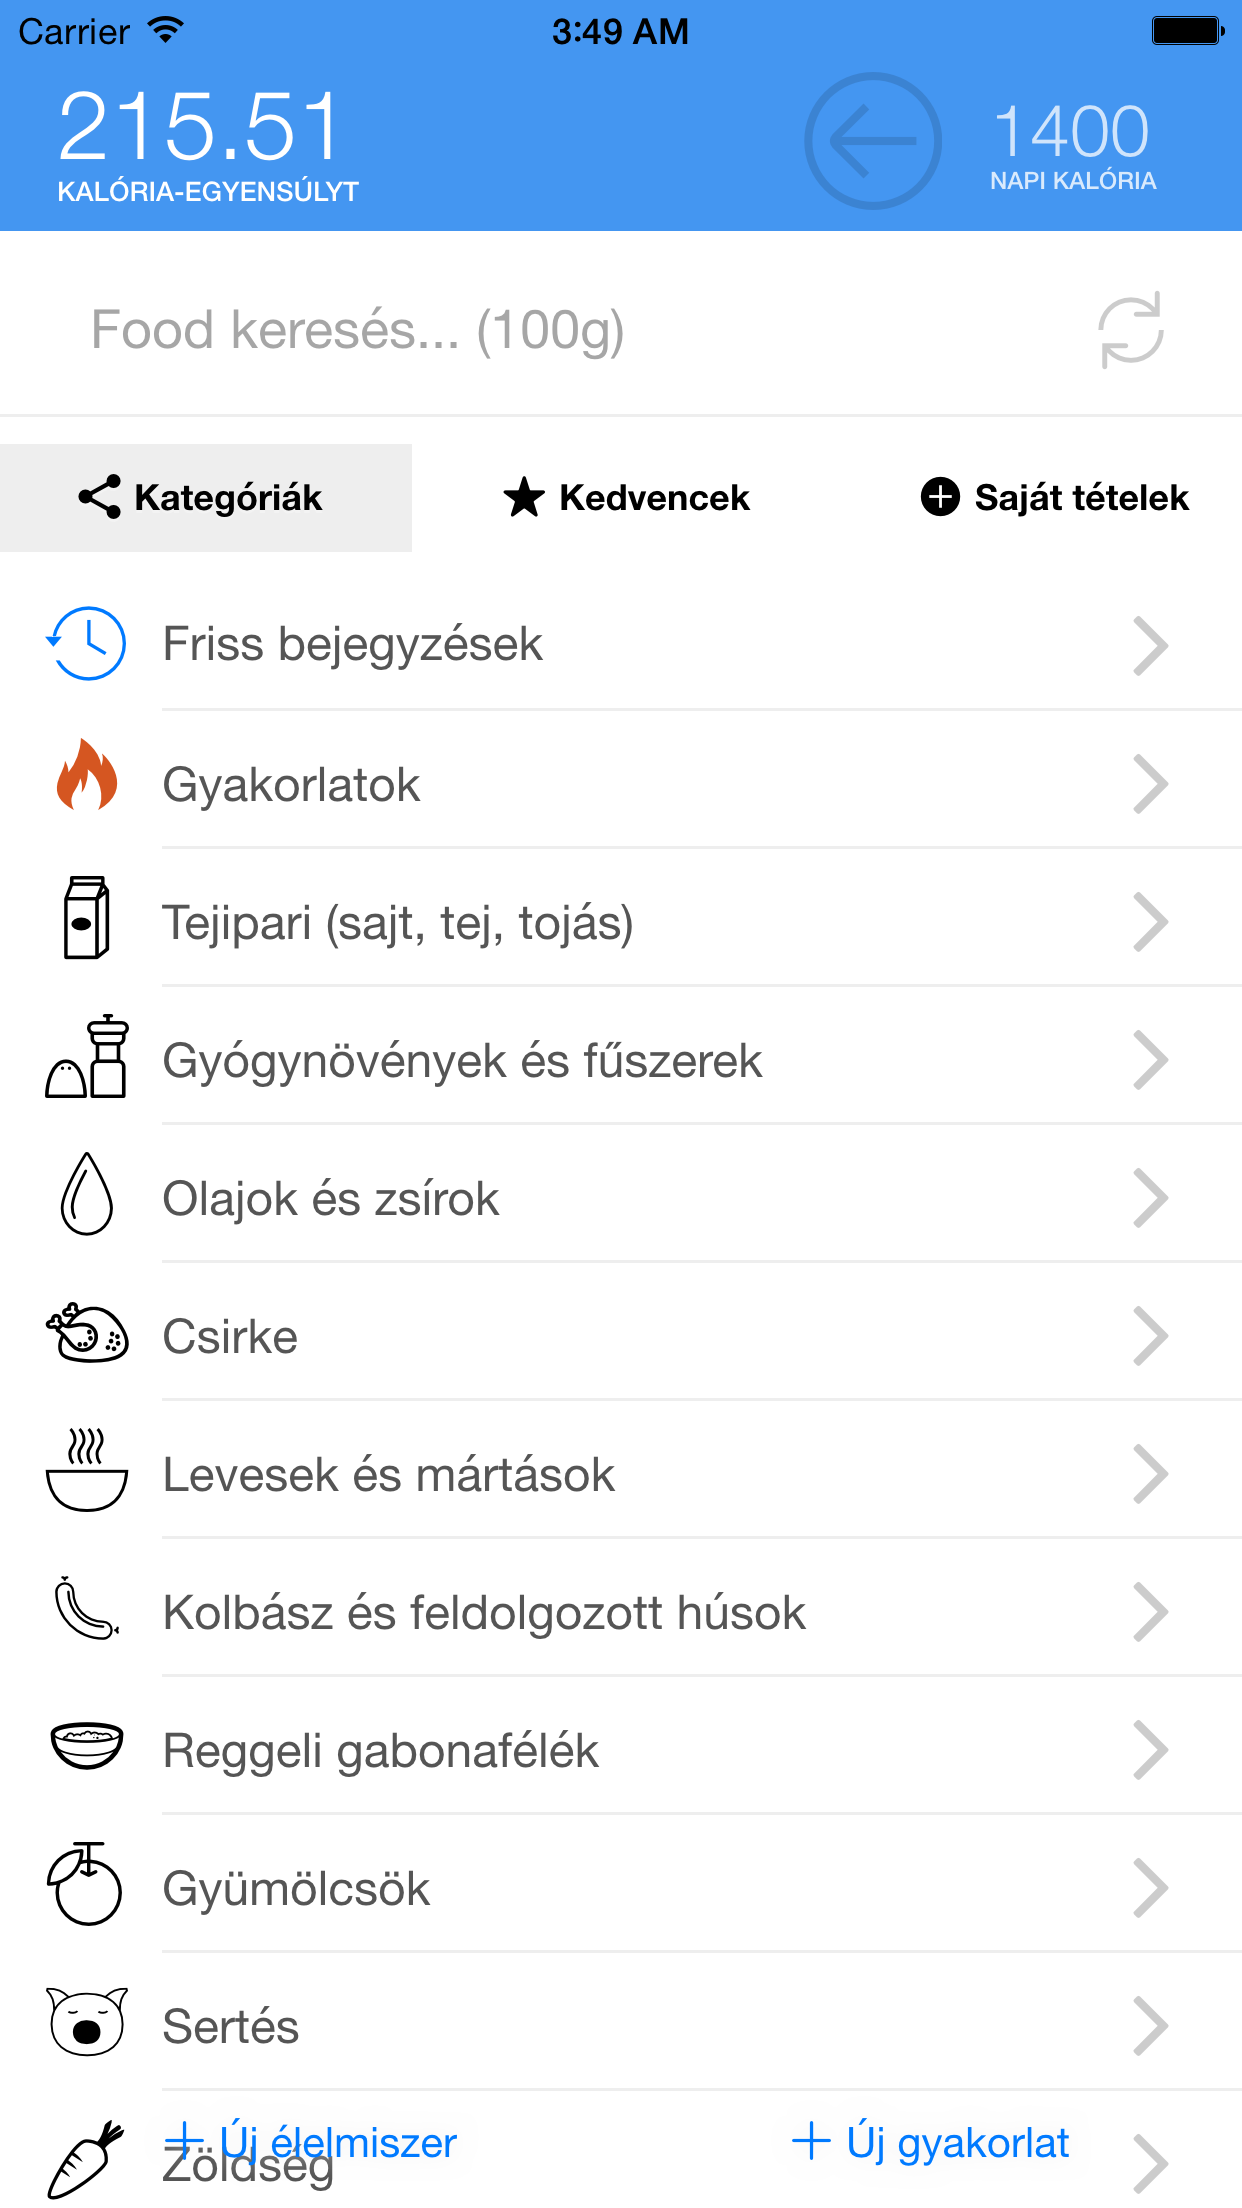 Carrier 3:49 AM
215.51 1400
KALÓRIA-EGYENSÚLYT NAPI KALÓRIA
Food keresés... (100g)
Kategóriák Kedvencek Saját tételek
Friss bejegyzések
Gyakorlatok
Tejipari (sajt, tej, tojás)
Gyógynövények és fűszerek
Olajok és zsírok
Csirke
Levesek és mártások
Kolbász és feldolgozott húsok
Reggeli gabonafélék
Gyümölcsök
Sertés
Új élelmiszer Új gyakorlat
Zöldség